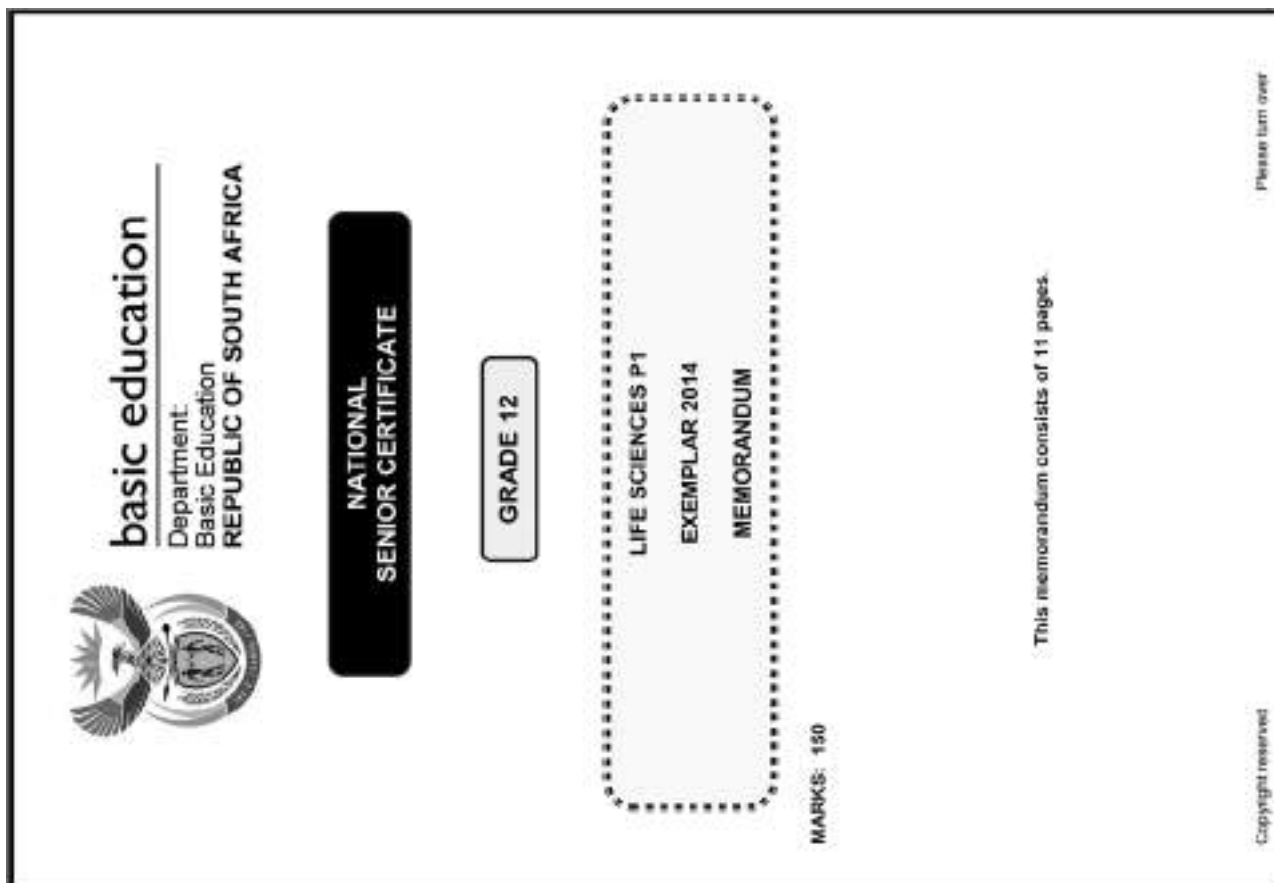 basic education
Department:
Basic Education
REPUBLIC OF SOUTH AFRICA
NATIONAL
SENIOR CERTIFICATE
GRADE 12
LIFE SCIENCES P1
EXEMPLAR 2014
MEMORANDUM
MARKS: 150
This memorandum consists of 11 pages.
Copyright reserved
Please turn over